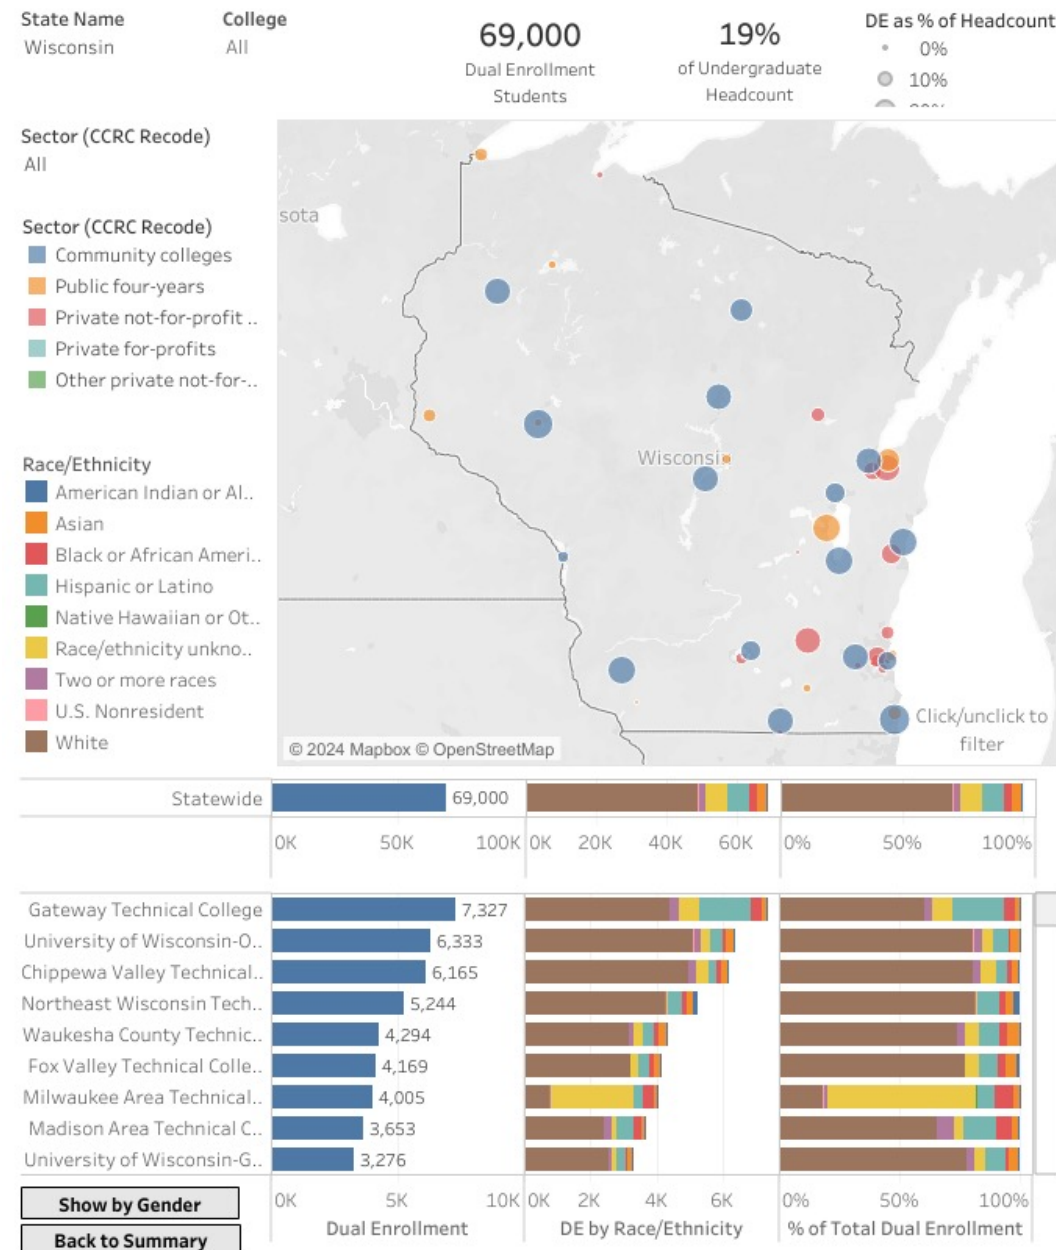 State Name
Wisconsin
College
All
69,000
Dual Enrollment
Students
19%
of Undergraduate
Headcount
DE as % of Headcount
0%
10%
Sector (CCRC Recode)
All
Sector (CCRC Recode)
Community colleges
Public four-years
Private not-for-profit ..
Private for-profits
Other private not-for-..
Race/Ethnicity
American Indian or Al..
Asian
Black or African Ameri..
Hispanic or Latino
Native Hawaiian or Ot..
Race/ethnicity unkno..
Two or more races
U.S. Nonresident
White
sota
Wisconsi
Click/unclick to
filter
© 2024 Mapbox © OpenStreetMap
Statewide 69,000
0K 50K 100K 0K 20K 40K 60K 0% 50% 100%
Gateway Technical College 7,327
University of Wisconsin-O.. 6,333
Chippewa Valley Technical.. 6,165
Northeast Wisconsin Tech.. 5,244
Waukesha County Technic.. 4,294
Fox Valley Technical Colle.. 4,169
Milwaukee Area Technical.. 4,005
Madison Area Technical C.. 3,653
University of Wisconsin-G.. 3,276
0K 5K 10K 0K 2K 4K 6K 0% 50% 100%
Dual Enrollment DE by Race/Ethnicity % of Total Dual Enrollment
Show by Gender
Back to Summary